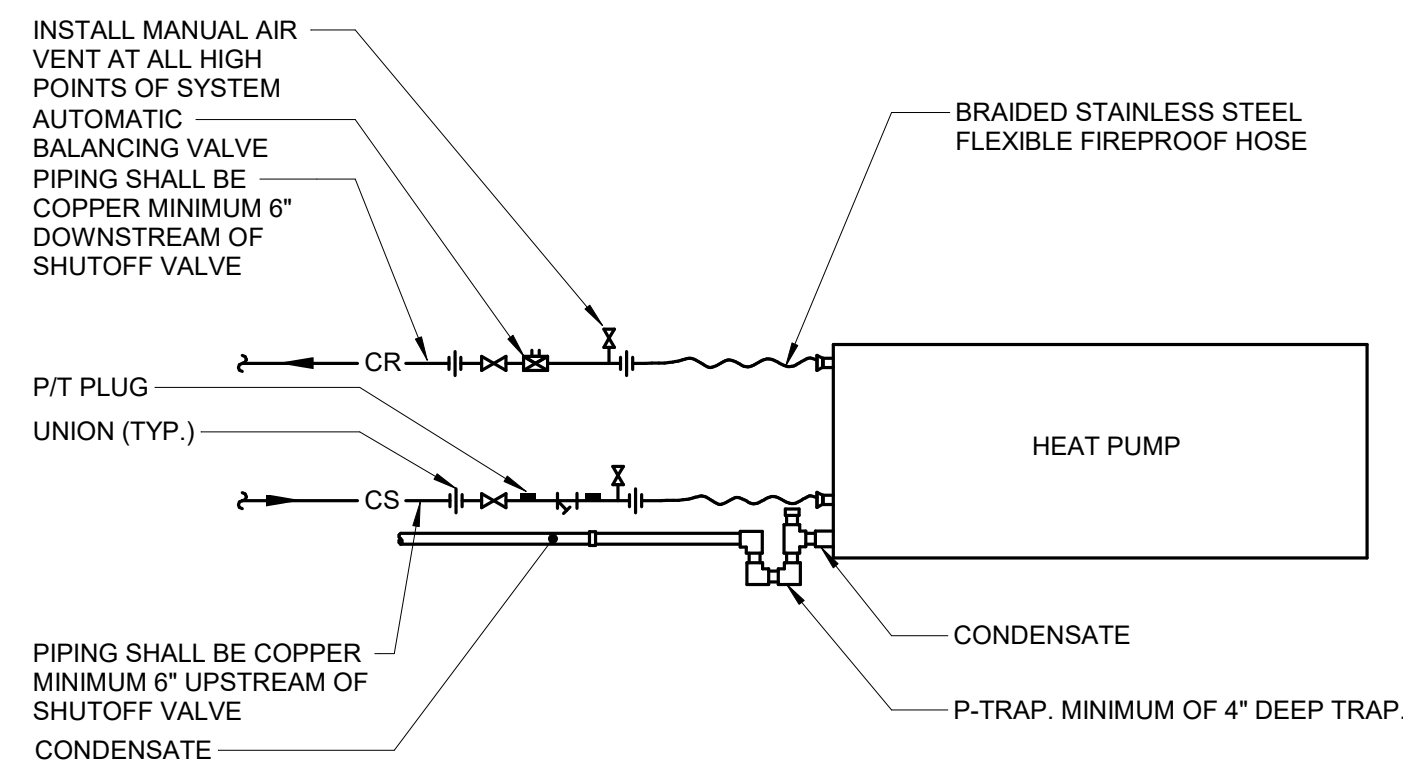 INSTALL MANUAL AIR
VENT AT ALL HIGH
POINTS OF SYSTEM
AUTOMATIC
BALANCING VALVE
PIPING SHALL BE
COPPER MINIMUM 6"
DOWNSTREAM OF
SHUTOFF VALVE
BRAIDED STAINLESS STEEL
FLEXIBLE FIREPROOF HOSE
CR
P/T PLUG
UNION (TYP.)
HEAT PUMP
CS
PIPING SHALL BE COPPER
MINIMUM 6" UPSTREAM OF
SHUTOFF VALVE
CONDENSATE
CONDENSATE
P-TRAP. MINIMUM OF 4" DEEP TRAP.